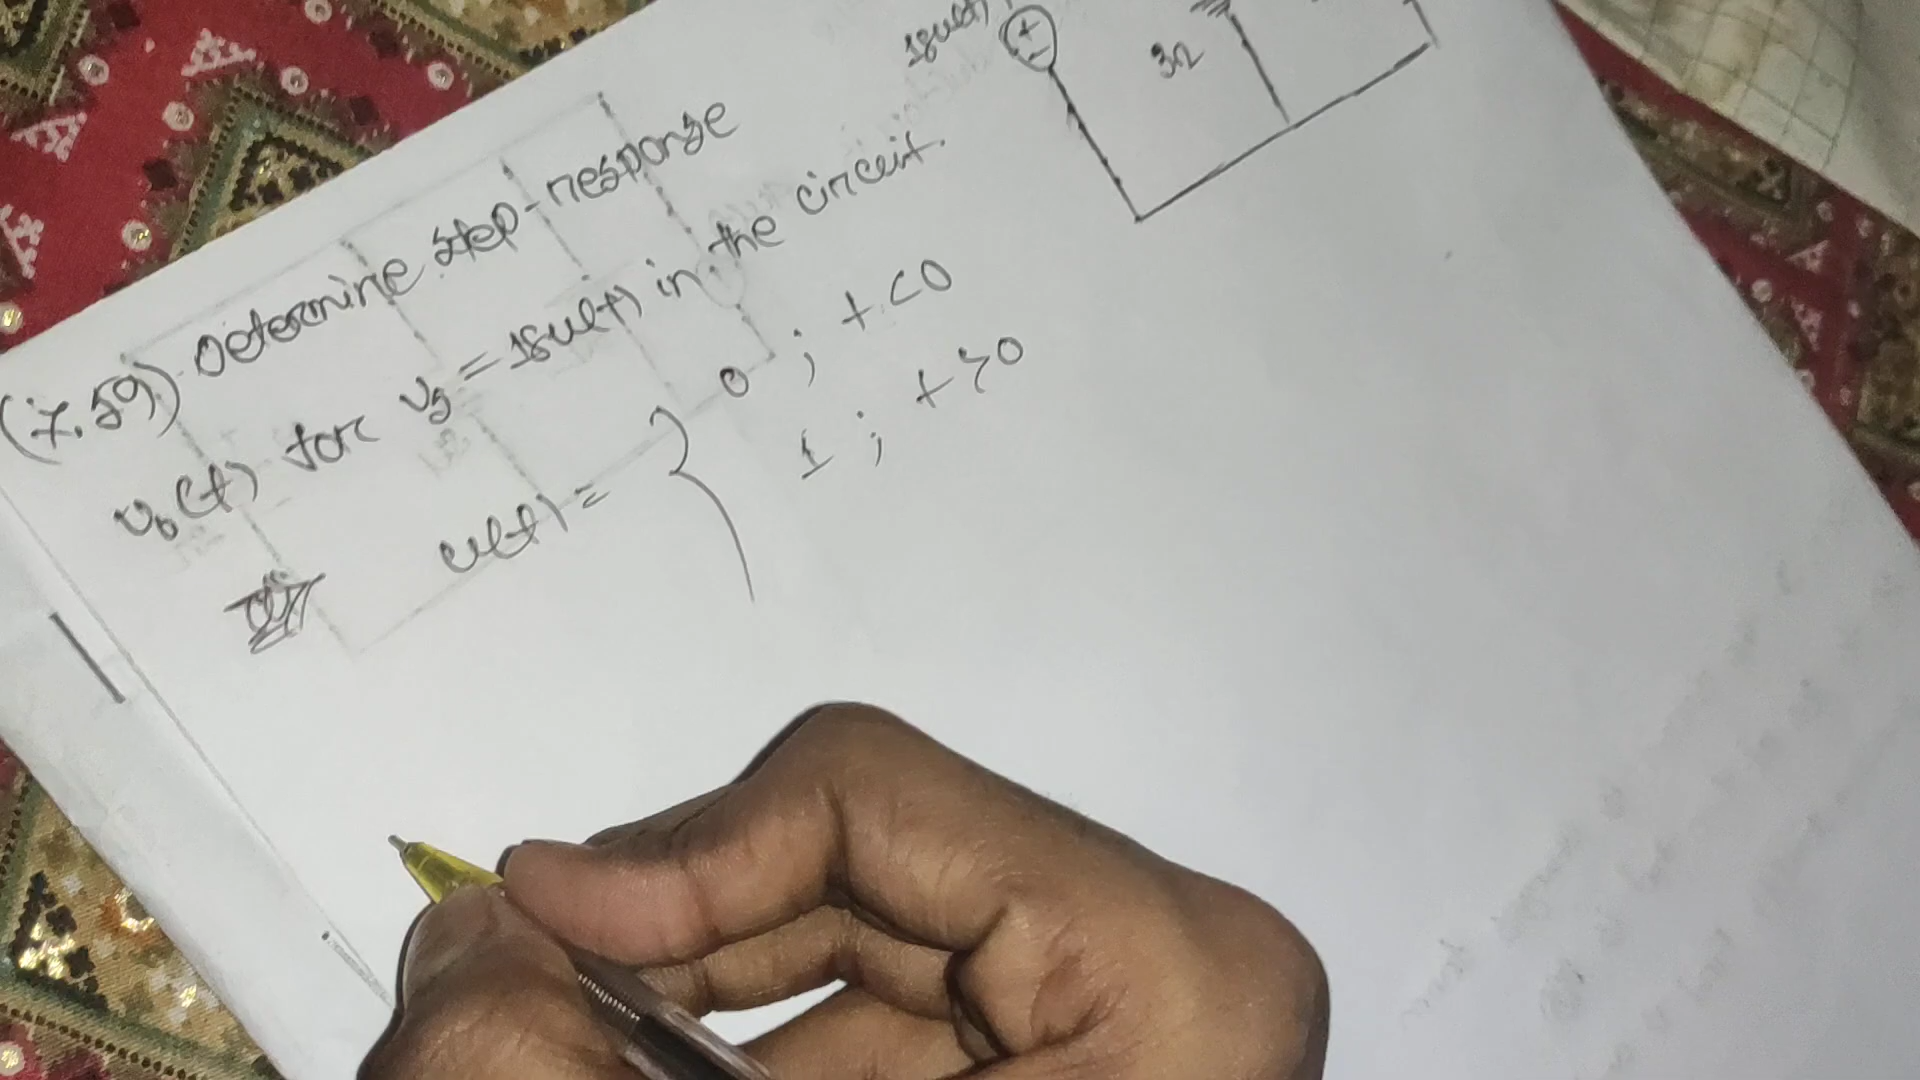 18u(t)
+
-
3Ω
(7.59) Determine step-response
v₀(t) for vs = 18u(t) in the circuit.
u(t) = { 0 ; t<0
1 ; t>0